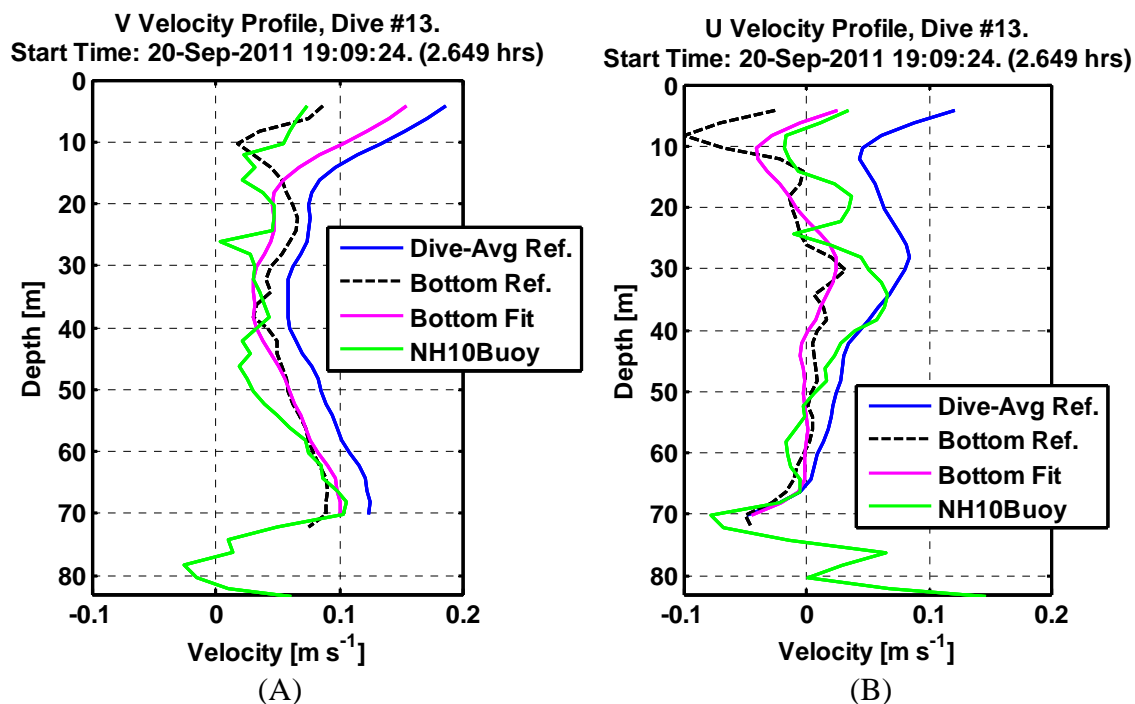 V Velocity Profile, Dive #13.
Start Time: 20-Sep-2011 19:09:24. (2.649 hrs)
0
10
20
30
40
50
60
70
80
Depth [m]
Dive-Avg Ref.
Bottom Ref.
Bottom Fit
NH10Buoy
-0.1
0
0.1
0.2
Velocity [m s⁻¹]
(A)
U Velocity Profile, Dive #13.
Start Time: 20-Sep-2011 19:09:24. (2.649 hrs)
0
10
20
30
40
50
60
70
80
Depth [m]
Dive-Avg Ref.
Bottom Ref.
Bottom Fit
NH10Buoy
-0.1
0
0.1
0.2
Velocity [m s⁻¹]
(B)